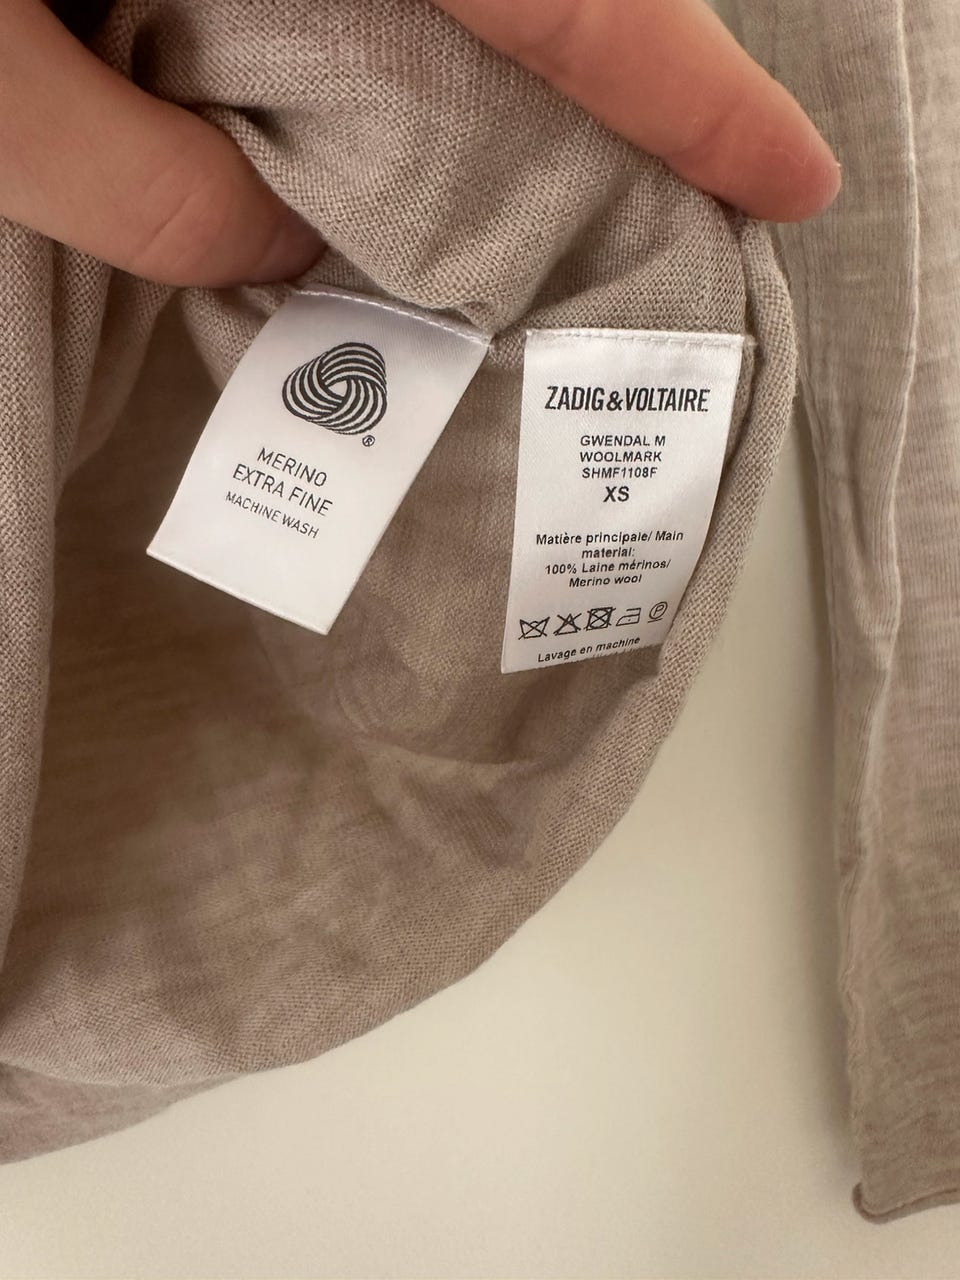 ®
MERINO
EXTRA FINE
MACHINE WASH
ZADIG&VOLTAIRE
GWENDAL M
WOOLMARK
SHMF1108F
XS
Matière principale/ Main
material:
100% Laine mérinos/
Merino wool
P
Lavage en machine